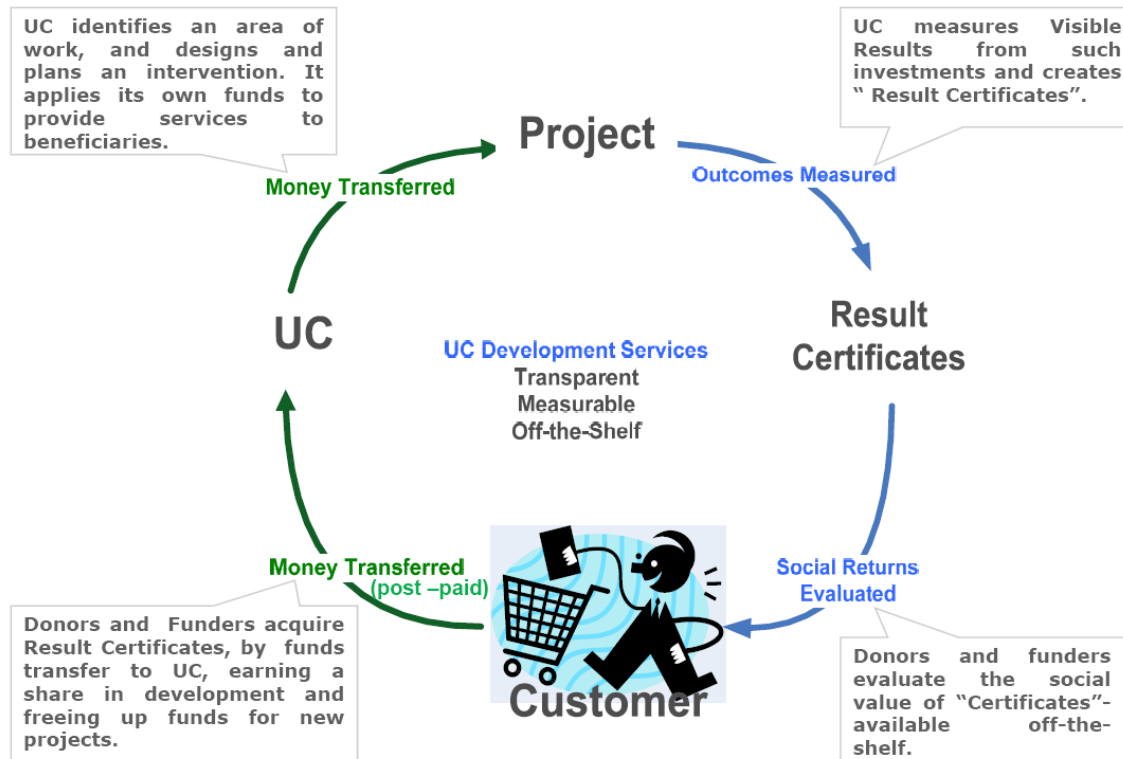 UC identifies an area of
work, and designs and
plans an intervention. It
applies its own funds to
provide services to
beneficiaries.
UC measures Visible
Results from such
investments and creates
“ Result Certificates”.
Project
Money Transferred
Outcomes Measured
UC
Result
Certificates
UC Development Services
Transparent
Measurable
Off-the-Shelf
Money Transferred
(post –paid)
Social Returns
Evaluated
Customer
Donors and Funders acquire
Result Certificates, by funds
transfer to UC, earning a
share in development and
freeing up funds for new
projects.
Donors and funders
evaluate the social
value of “Certificates”-
available off-the-
shelf.